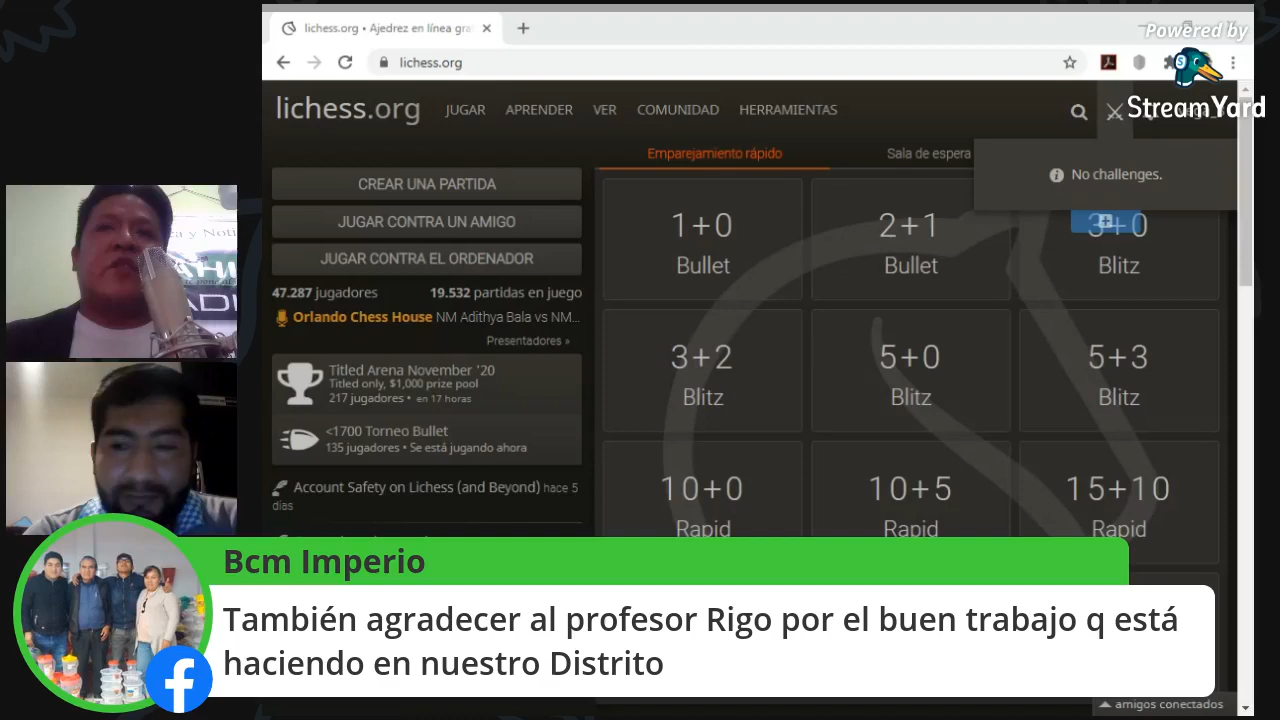 lichess.org • Ajedrez en línea gra
Powered by
lichess.org
StreamYard
lichess.org JUGAR APRENDER VER COMUNIDAD HERRAMIENTAS
Emparejamiento rápido Sala de espera
No challenges.
CREAR UNA PARTIDA
JUGAR CONTRA UN AMIGO
JUGAR CONTRA EL ORDENADOR
47.287 jugadores 19.532 partidas en juego
Orlando Chess House NM Adithya Bala vs NM...
Presentadores »
Titled Arena November '20
Titled only, $1,000 prize pool
217 jugadores • en 17 horas
<1700 Torneo Bullet
135 jugadores • Se está jugando ahora
Account Safety on Lichess (and Beyond) hace 5
días
1+0 2+1 3+0
Bullet Bullet Blitz
3+2 5+0 5+3
Blitz Blitz Blitz
10+0 10+5 15+10
Rapid Rapid Rapid
Bcm Imperio
También agradecer al profesor Rigo por el buen trabajo q está
haciendo en nuestro Distrito
amigos conectados